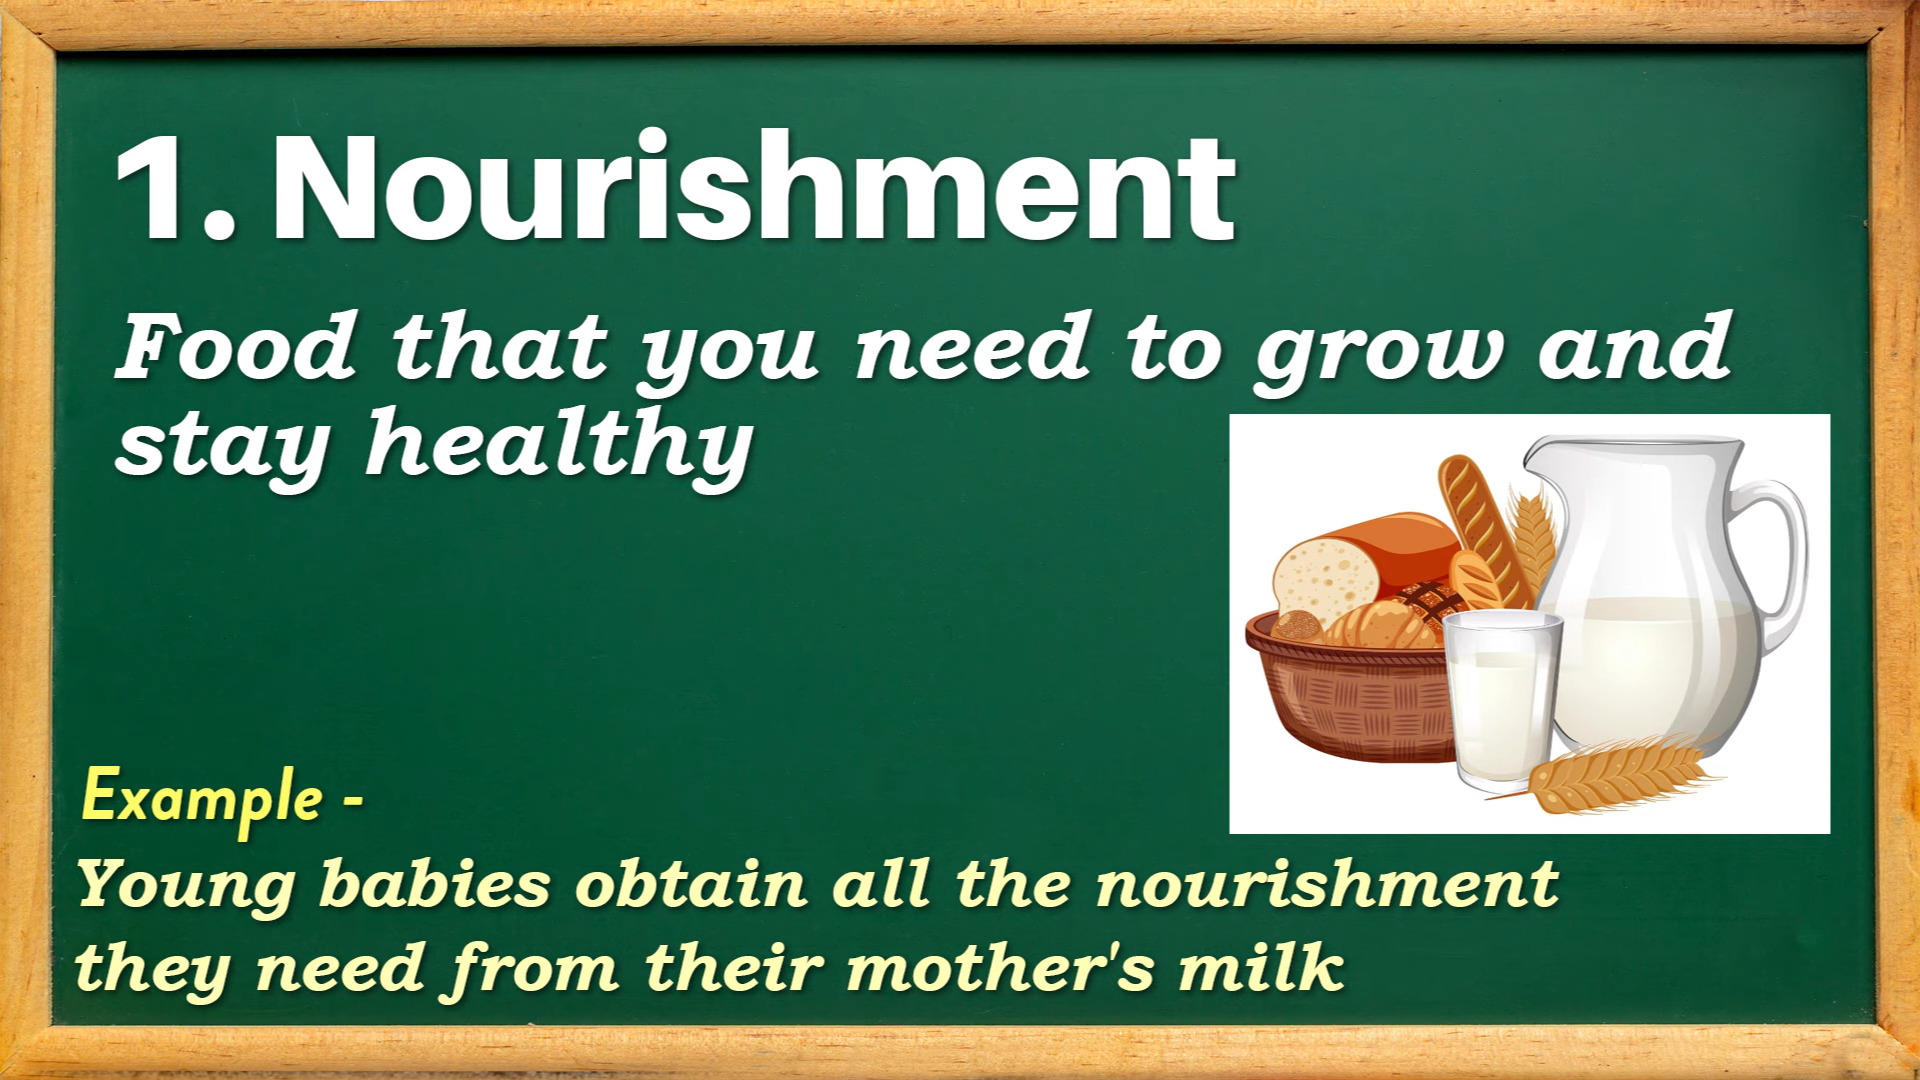 1. Nourishment
Food that you need to grow and
stay healthy
Example -
Young babies obtain all the nourishment
they need from their mother's milk